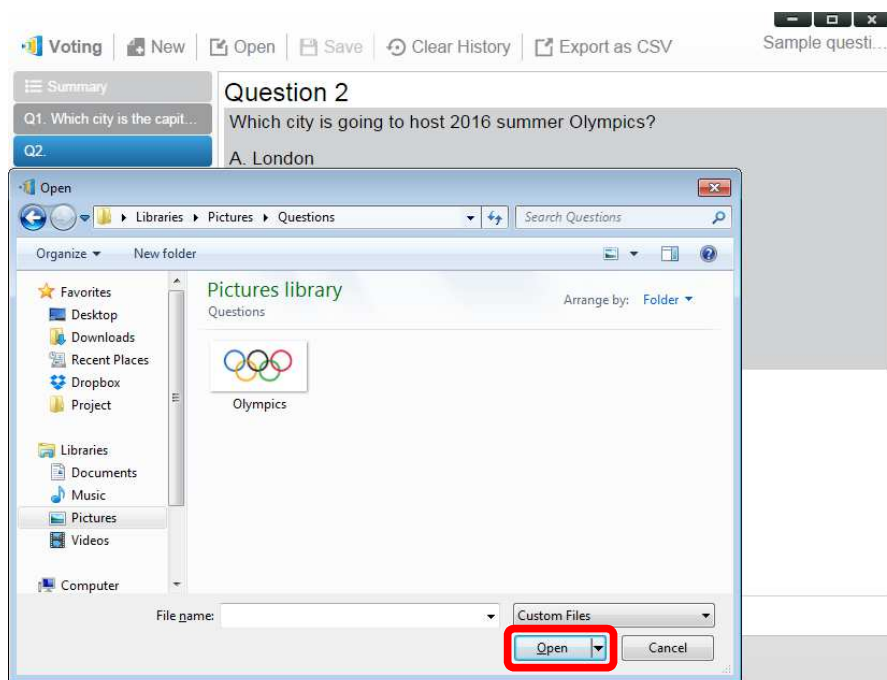 Voting New Open Save Clear History Export as CSV Sample questi...
Summary
Question 2
Q1. Which city is the capit...
Which city is going to host 2016 summer Olympics?
Q2.
A. London
Open
Libraries Pictures Questions Search Questions
Organize New folder
Favorites
Desktop
Downloads
Recent Places
Dropbox
Project
Libraries
Documents
Music
Pictures
Videos
Computer
Pictures library
Questions
Arrange by: Folder
Olympics
File name: Custom Files
Open Cancel